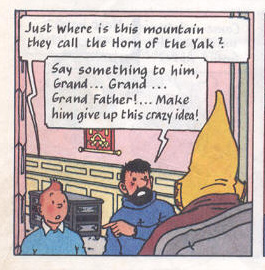 Just where is this mountain
they call the Horn of the Yak?
Say something to him,
Grand... Grand ...
Grand Father!... Make
him give up this crazy idea!